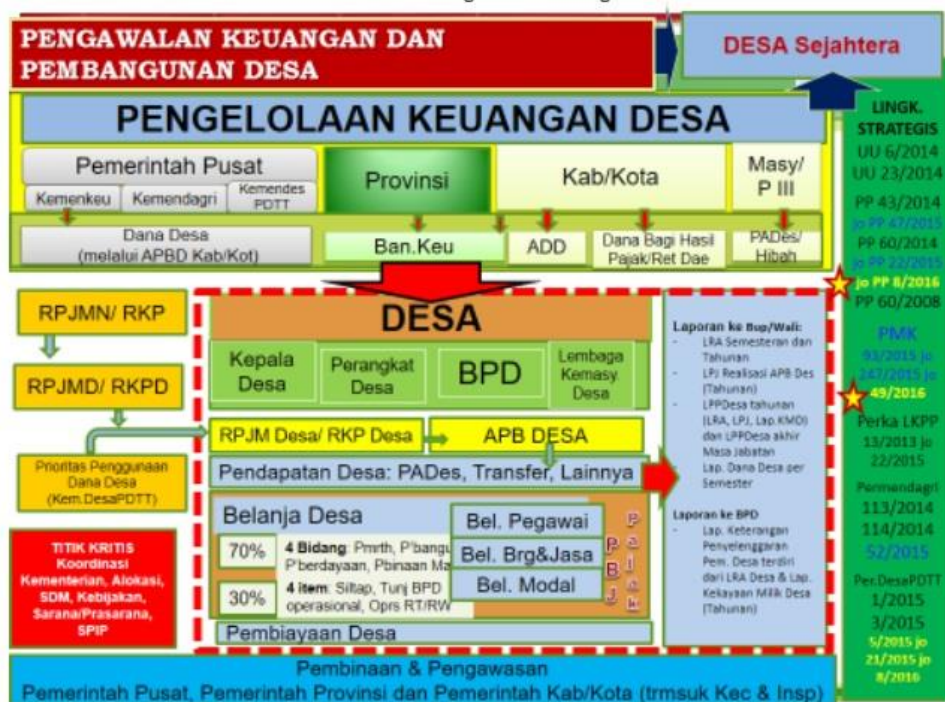 PENGAWALAN KEUANGAN DAN
PEMBANGUNAN DESA
DESA Sejahtera
PENGELOLAAN KEUANGAN DESA
Pemerintah Pusat
Kemenkeu
Kemendagri
Kemendes
PDTT
Provinsi
Kab/Kota
Masy/
P III
Dana Desa
(melalui APBD Kab/Kot)
Ban.Keu
ADD
Dana Bagi Hasil
Pajak/Ret Dae
PADes/
Hibah
RPJMN/ RKP
RPJMD/ RKPD
Prioritas Penggunaan
Dana Desa
(Kem.DesaPDTT)
TITIK KRITIS
Koordinasi
Kementerian, Alokasi,
SDM, Kebijakan,
Sarana/Prasarana,
SPIP
DESA
Kepala
Desa
Perangkat
Desa
BPD
Lembaga
Kemasy.
Desa
RPJM Desa/ RKP Desa
APB DESA
Pendapatan Desa: PADes, Transfer, Lainnya
Belanja Desa
70%
4 Bidang: Pmrth, P'bangu
P'berdayaan, Pbinaan Ma
30%
4 item: Siltap, Tunj BPD
operasional, Oprs RT/RW
Bel. Pegawai
Bel. Brg&Jasa
Bel. Modal
PBJ
Pajak
Pembiayaan Desa
Laporan ke Bup/Wali:
- LRA Semesteran dan
Tahunan
- LPJ Realisasi APB Des
(Tahunan)
- LPPDesa tahunan
(LRA, LPJ, Lap.KMD)
dan LPPDesa akhir
Masa Jabatan
Lap. Dana Desa per
Semester
Laporan ke BPD
- Lap. Keterangan
Penyelenggaran
Pem. Desa terdiri
dari LRA Desa & Lap.
Kekayaan Milik Desa
(Tahunan)
LINGK.
STRATEGIS
UU 6/2014
UU 23/2014
PP 43/2014
jo PP 47/2015
PP 60/2014
jo PP 22/2015
jo PP 8/2016
PP 60/2008
PMK
93/2015 jo
247/2015 jo
49/2016
Perka LKPP
13/2013 jo
22/2015
Permendagri
113/2014
114/2014
52/2015
Per.DesaPDTT
1/2015
3/2015
5/2015 jo
21/2015 jo
8/2016
Pembinaan & Pengawasan
Pemerintah Pusat, Pemerintah Provinsi dan Pemerintah Kab/Kota (trmsuk Kec & Insp)